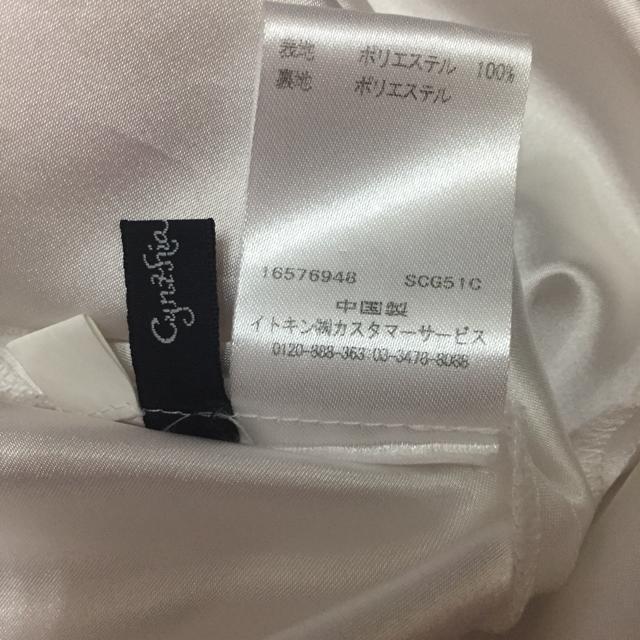 表地 ポリエステル 100%
裏地 ポリエステル
16576948 SCG51C
中国製
イトキン㈱カスタマーサービス
0120-888-363 03-3478-8088
Cynthia